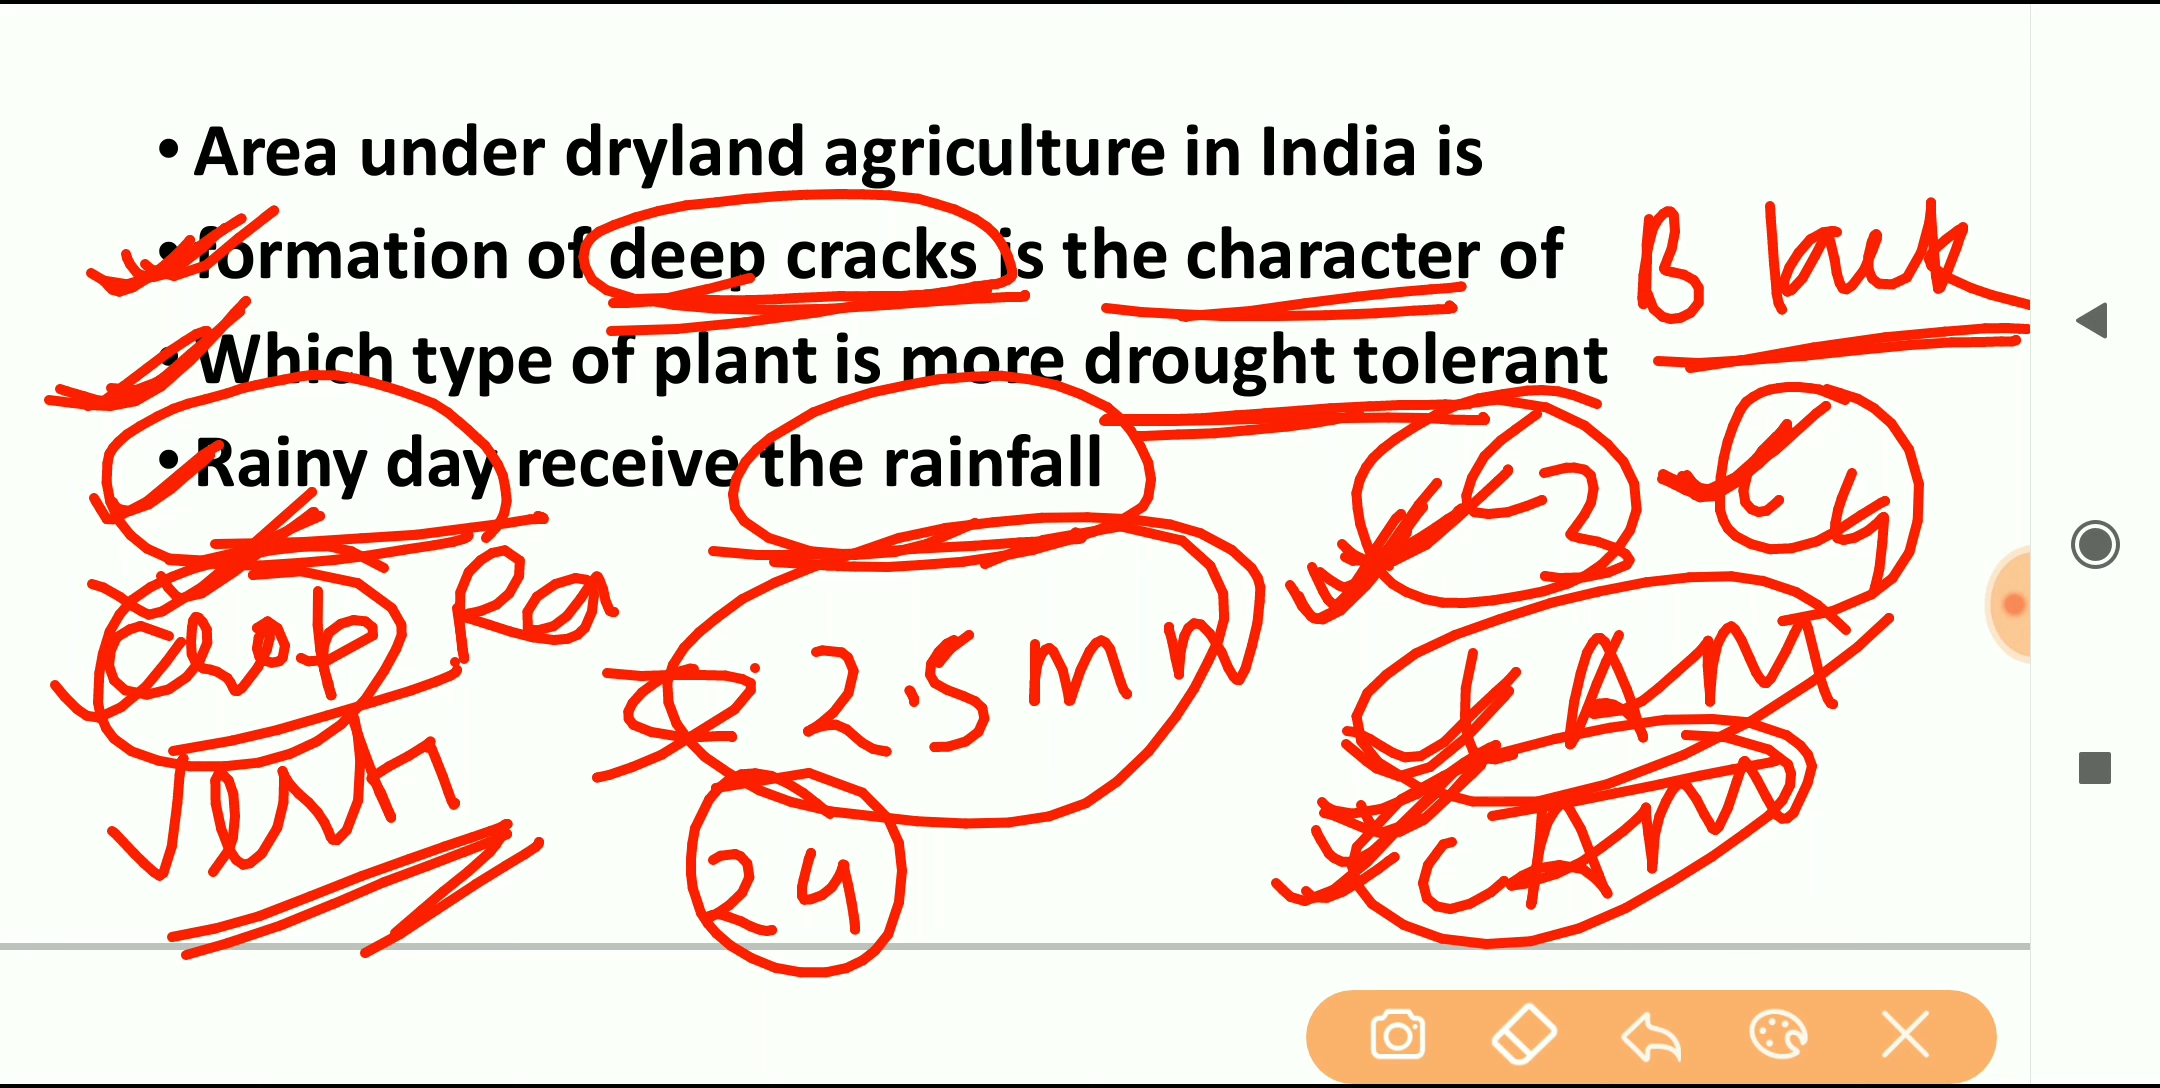 • Area under dryland agriculture in India is
• formation of deep cracks is the character of Black
• Which type of plant is more drought tolerant
• Rainy day receive the rainfall
C3 C4
Crop Ra
2.5 mm
CAM
24
CAM